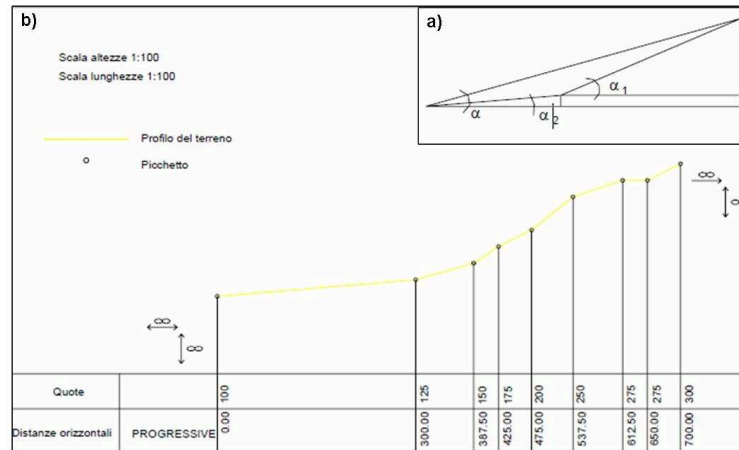 b)
Scala altezze 1:100
Scala lunghezze 1:100
Profilo del terreno
Picchetto
a)
α α 2 α 1
∞
∞
∞
0
Quote 100 125 150 175 200 250 275 275 300
Distanze orizzontali PROGRESSIVE 0.00 300.00 387.50 425.00 475.00 537.50 612.50 650.00 700.00